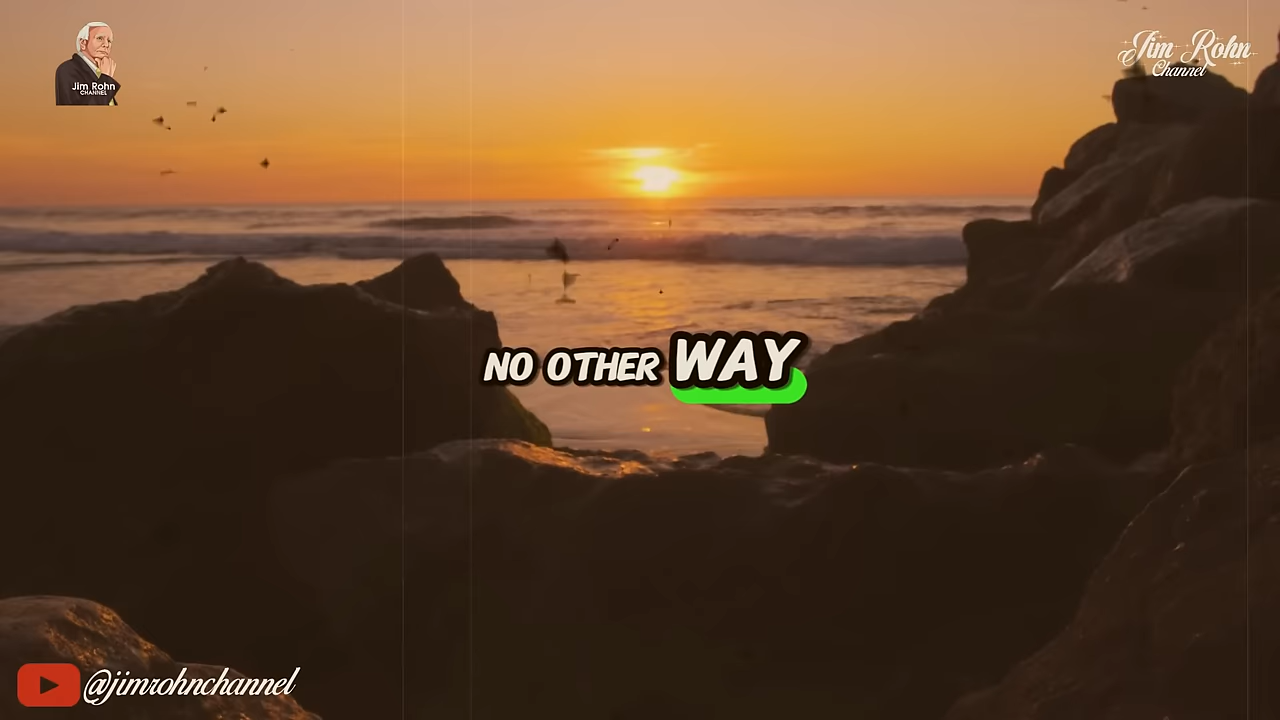 Jim Rohn
CHANNEL
Jim Rohn
Channel
NO OTHER WAY
@jimrohnchannel